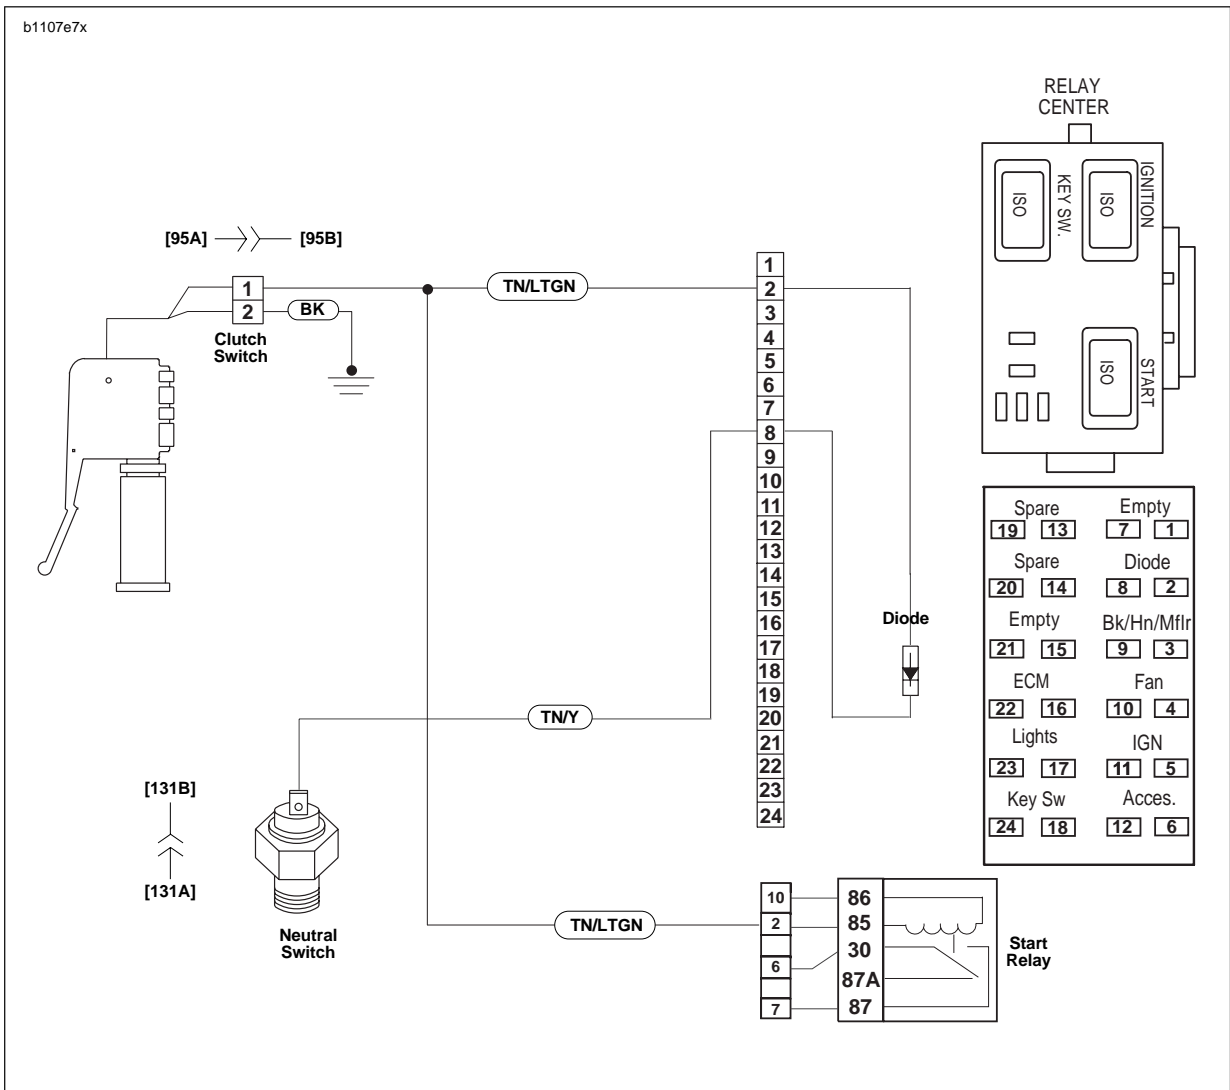 b1107e7x
RELAY
CENTER
KEY SW.
IGNITION
ISO
ISO
START
ISO
[95A]
[95B]
1
2
TN/LTGN
BK
Clutch
Switch
1
2
3
4
5
6
7
8
9
10
11
12
13
14
15
16
17
18
19
20
21
22
23
24
Diode
TN/Y
[131B]
[131A]
Neutral
Switch
Spare Empty
19 13 7 1
Spare Diode
20 14 8 2
Empty Bk/Hn/Mflr
21 15 9 3
ECM Fan
22 16 10 4
Lights IGN
23 17 11 5
Key Sw Acces.
24 18 12 6
TN/LTGN
10 86
2 85
30
6
87A
7 87
Start
Relay